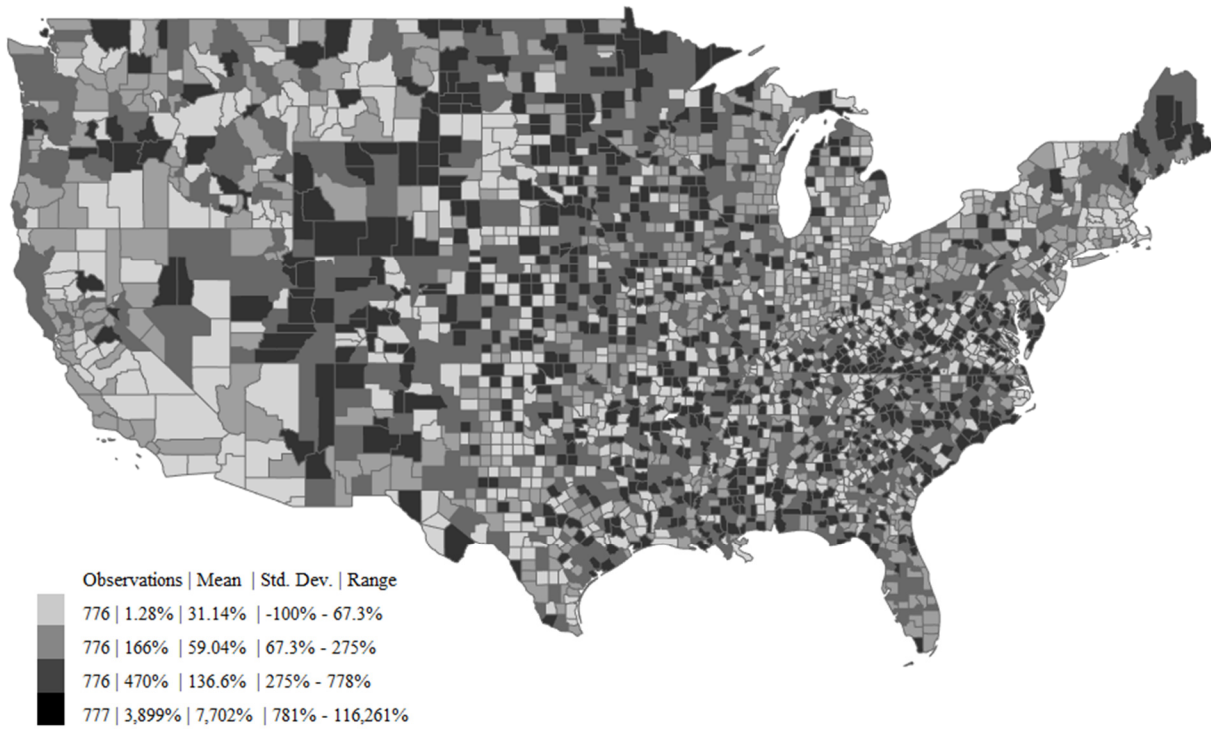 Observations | Mean | Std. Dev. | Range
776 | 1.28% | 31.14% | -100% - 67.3%
776 | 166% | 59.04% | 67.3% - 275%
776 | 470% | 136.6% | 275% - 778%
777 | 3,899% | 7,702% | 781% - 116,261%